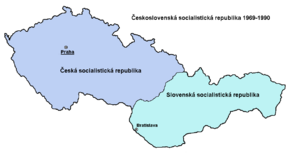 Československá socialistická republika 1969-1990
Praha
Česká socialistická republika
Slovenská socialistická republika
Bratislava